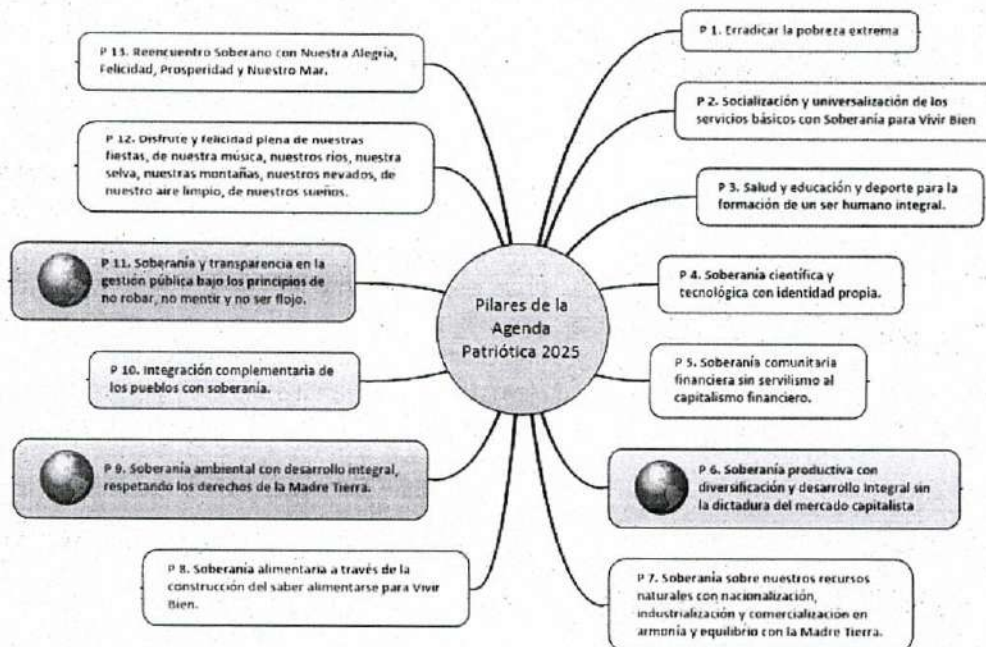 P 13. Reencuentro Soberano con Nuestra Alegría,
Felicidad, Prosperidad y Nuestro Mar.
P 12. Disfrute y felicidad plena de nuestras
fiestas, de nuestra música, nuestros ríos, nuestra
selva, nuestras montañas, nuestros nevados, de
nuestro aire limpio, de nuestros sueños.
P 11. Soberanía y transparencia en la
gestión pública bajo los principios de
no robar, no mentir y no ser flojo.
P 10. Integración complementaria de
los pueblos con soberanía.
P 9. Soberanía ambiental con desarrollo integral,
respetando los derechos de la Madre Tierra.
P 8. Soberanía alimentaria a través de la
construcción del saber alimentarse para Vivir
Bien.
Pilares de la
Agenda
Patriótica 2025
P 1. Erradicar la pobreza extrema
P 2. Socialización y universalización de los
servicios básicos con Soberanía para Vivir Bien
P 3. Salud y educación y deporte para la
formación de un ser humano integral.
P 4. Soberanía científica y
tecnológica con identidad propia.
P 5. Soberanía comunitaria
financiera sin servilismo al
capitalismo financiero.
P 6. Soberanía productiva con
diversificación y desarrollo integral sin
la dictadura del mercado capitalista
P 7. Soberanía sobre nuestros recursos
naturales con nacionalización,
industrialización y comercialización en
armonía y equilibrio con la Madre Tierra.